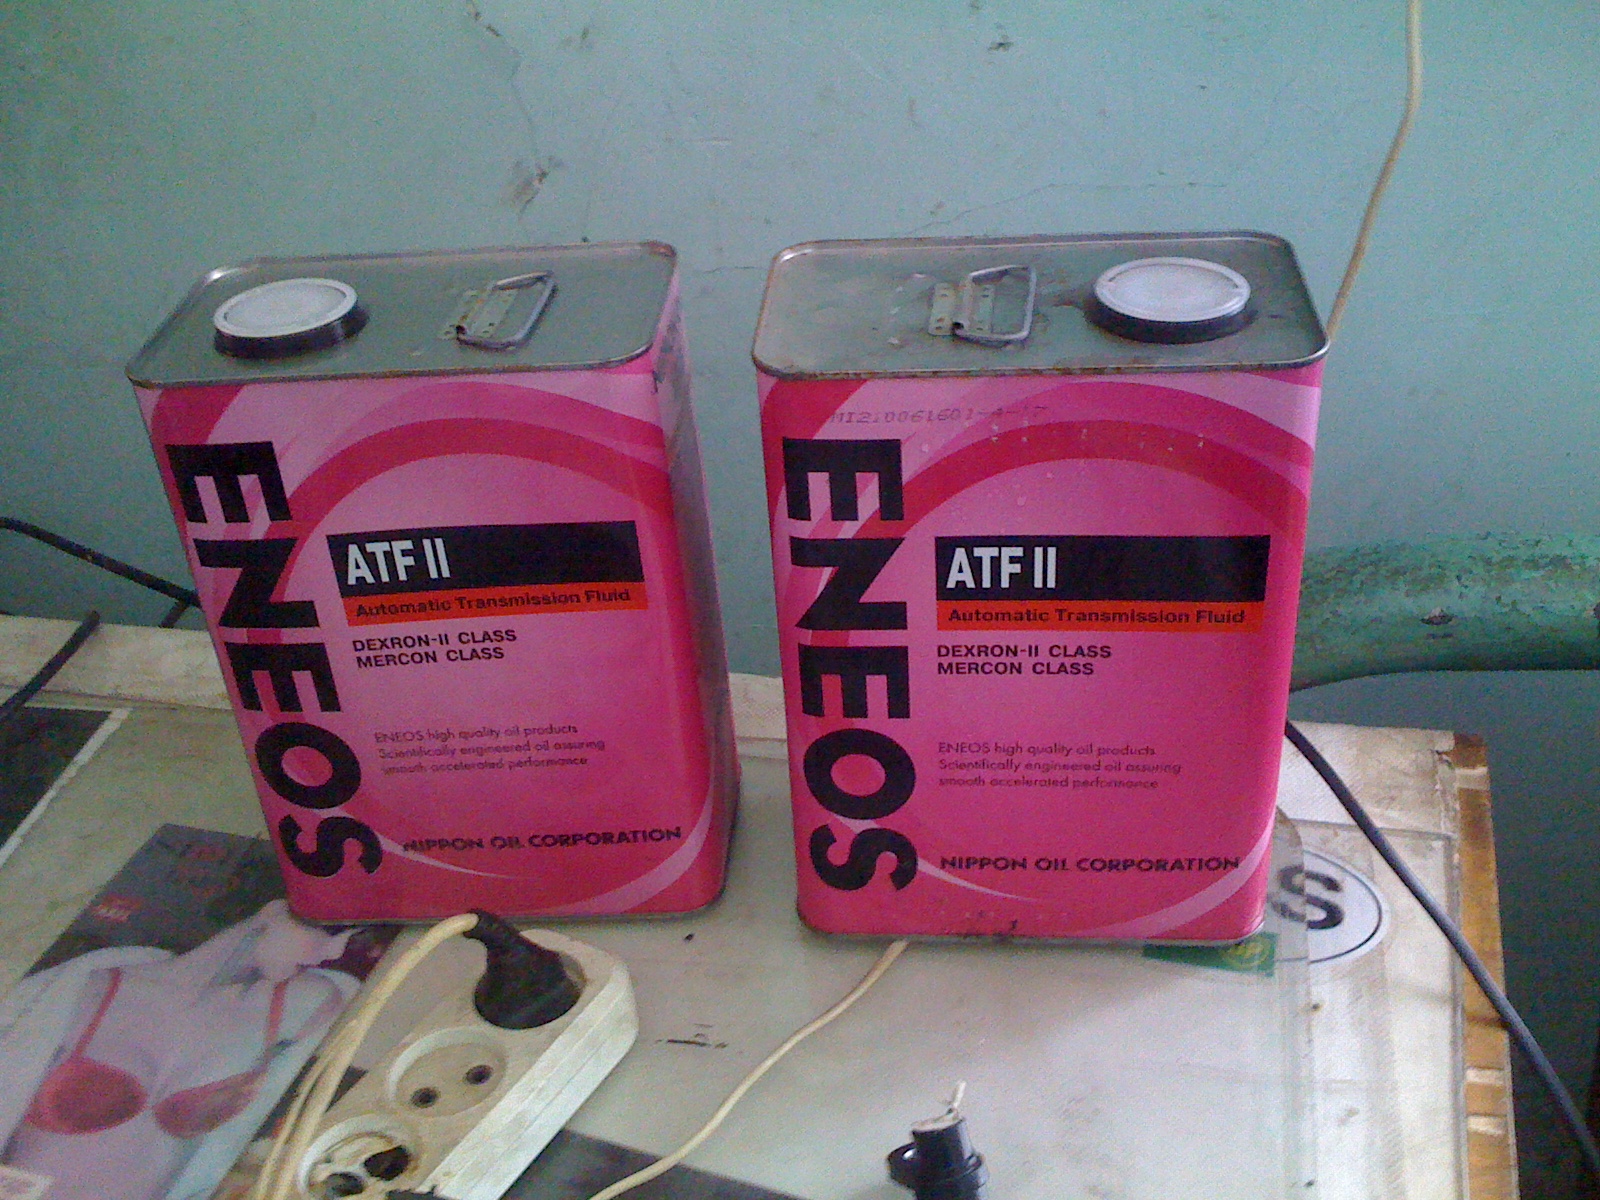 ENEOS
ATF II
Automatic Transmission Fluid
DEXRON-II CLASS
MERCON CLASS
ENEOS high quality oil products
Scientifically engineered oil assuring
smooth accelerated performance
NIPPON OIL CORPORATION
ENEOS
ATF II
Automatic Transmission Fluid
DEXRON-II CLASS
MERCON CLASS
ENEOS high quality oil products
Scientifically engineered oil assuring
smooth accelerated performance
NIPPON OIL CORPORATION
S